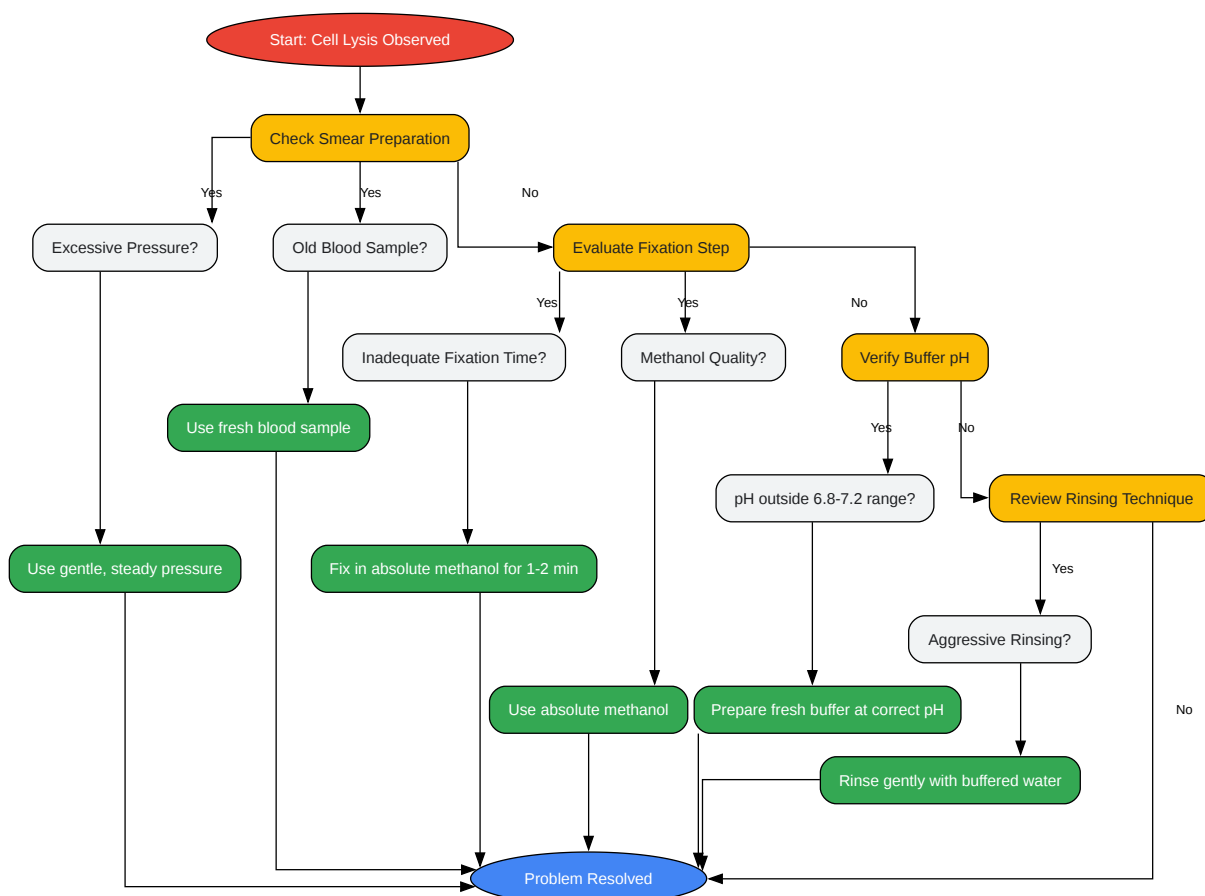 Start: Cell Lysis Observed
Check Smear Preparation
Yes
Yes
No
Excessive Pressure?
Old Blood Sample?
Evaluate Fixation Step
Yes
Yes
No
Inadequate Fixation Time?
Methanol Quality?
Verify Buffer pH
Use fresh blood sample
Yes
No
pH outside 6.8-7.2 range?
Review Rinsing Technique
Use gentle, steady pressure
Fix in absolute methanol for 1-2 min
Yes
Aggressive Rinsing?
Use absolute methanol
Prepare fresh buffer at correct pH
No
Rinse gently with buffered water
Problem Resolved